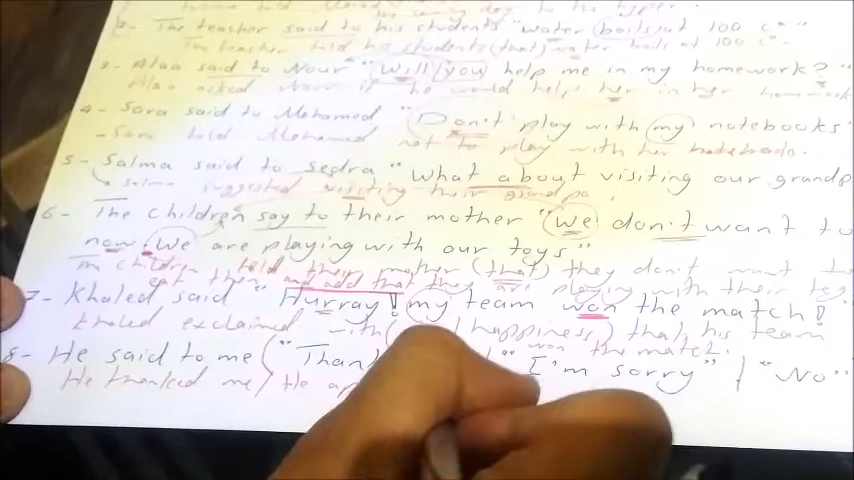 2- The teacher said to his students "water boils at 100 c°"
The teacher told his students (that) water boils at 100 c°.
3- Alaa said to Nour "Will you help me in my homework?"
Alaa asked Nour if he would help her in her homework
4- Sara said to Mohamed "Don't play with my notebooks"
- Sara told Mohamed not to play with her notebooks.
5- Salma said to Sedra "What about visiting our grandpa
Salma suggested visiting their grandpa
6- The children say to their mother "We don't want to
now. We are playing with our toys"
The children told their mother (that) they don't want to
eat then and add that they are playing with their toys
7- Khaled said "Hurray! my team won the match!
Khaled exclaimed with happiness) that his team
won the match.
8- He said to me "Thank "I'm sorry" / "No"
He thanked me / He